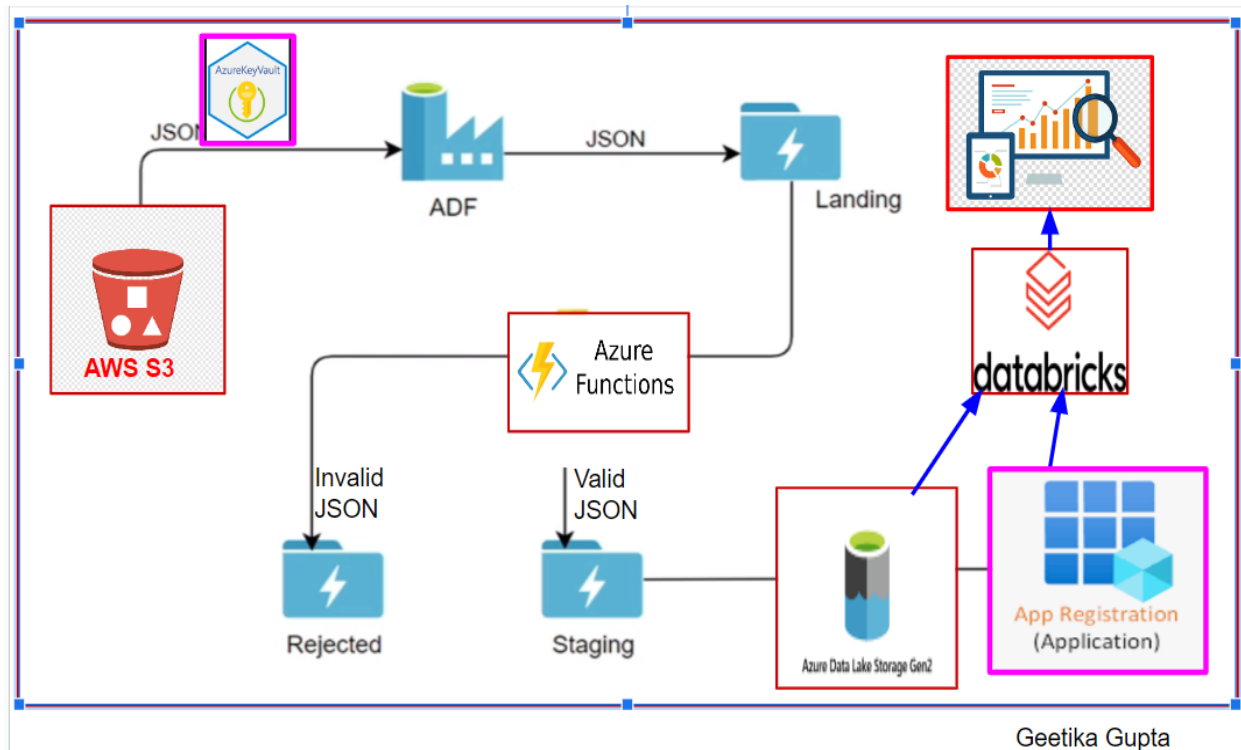 AzureKeyVault
JSON
JSON
ADF
Landing
AWS S3
Azure
Functions
databricks
Invalid
JSON
Valid
JSON
Rejected
Staging
Azure Data Lake Storage Gen2
App Registration
(Application)
Geetika Gupta